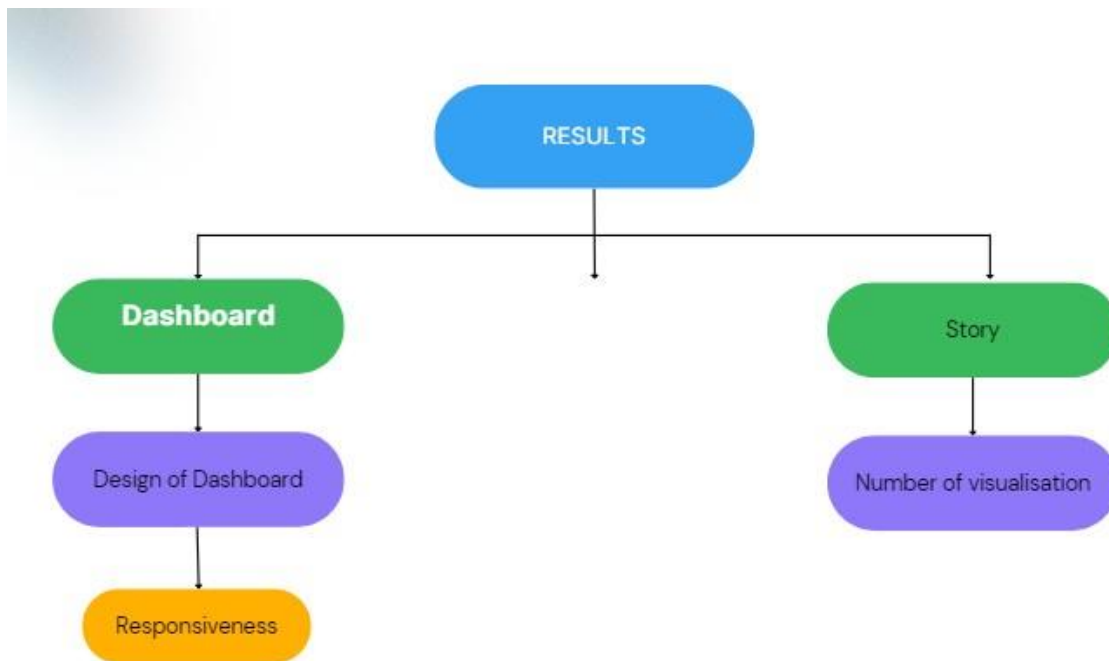 RESULTS
Dashboard
Story
Design of Dashboard
Number of visualisation
Responsiveness